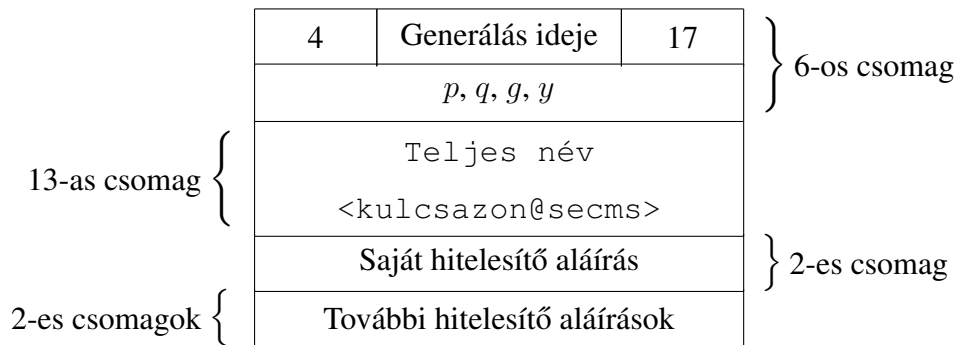 4 Generálás ideje 17
6-os csomag
p, q, g, y
Teljes név
13-as csomag
<kulcsazon@secms>
Saját hitelesítő aláírás
2-es csomag
2-es csomagok
További hitelesítő aláírások